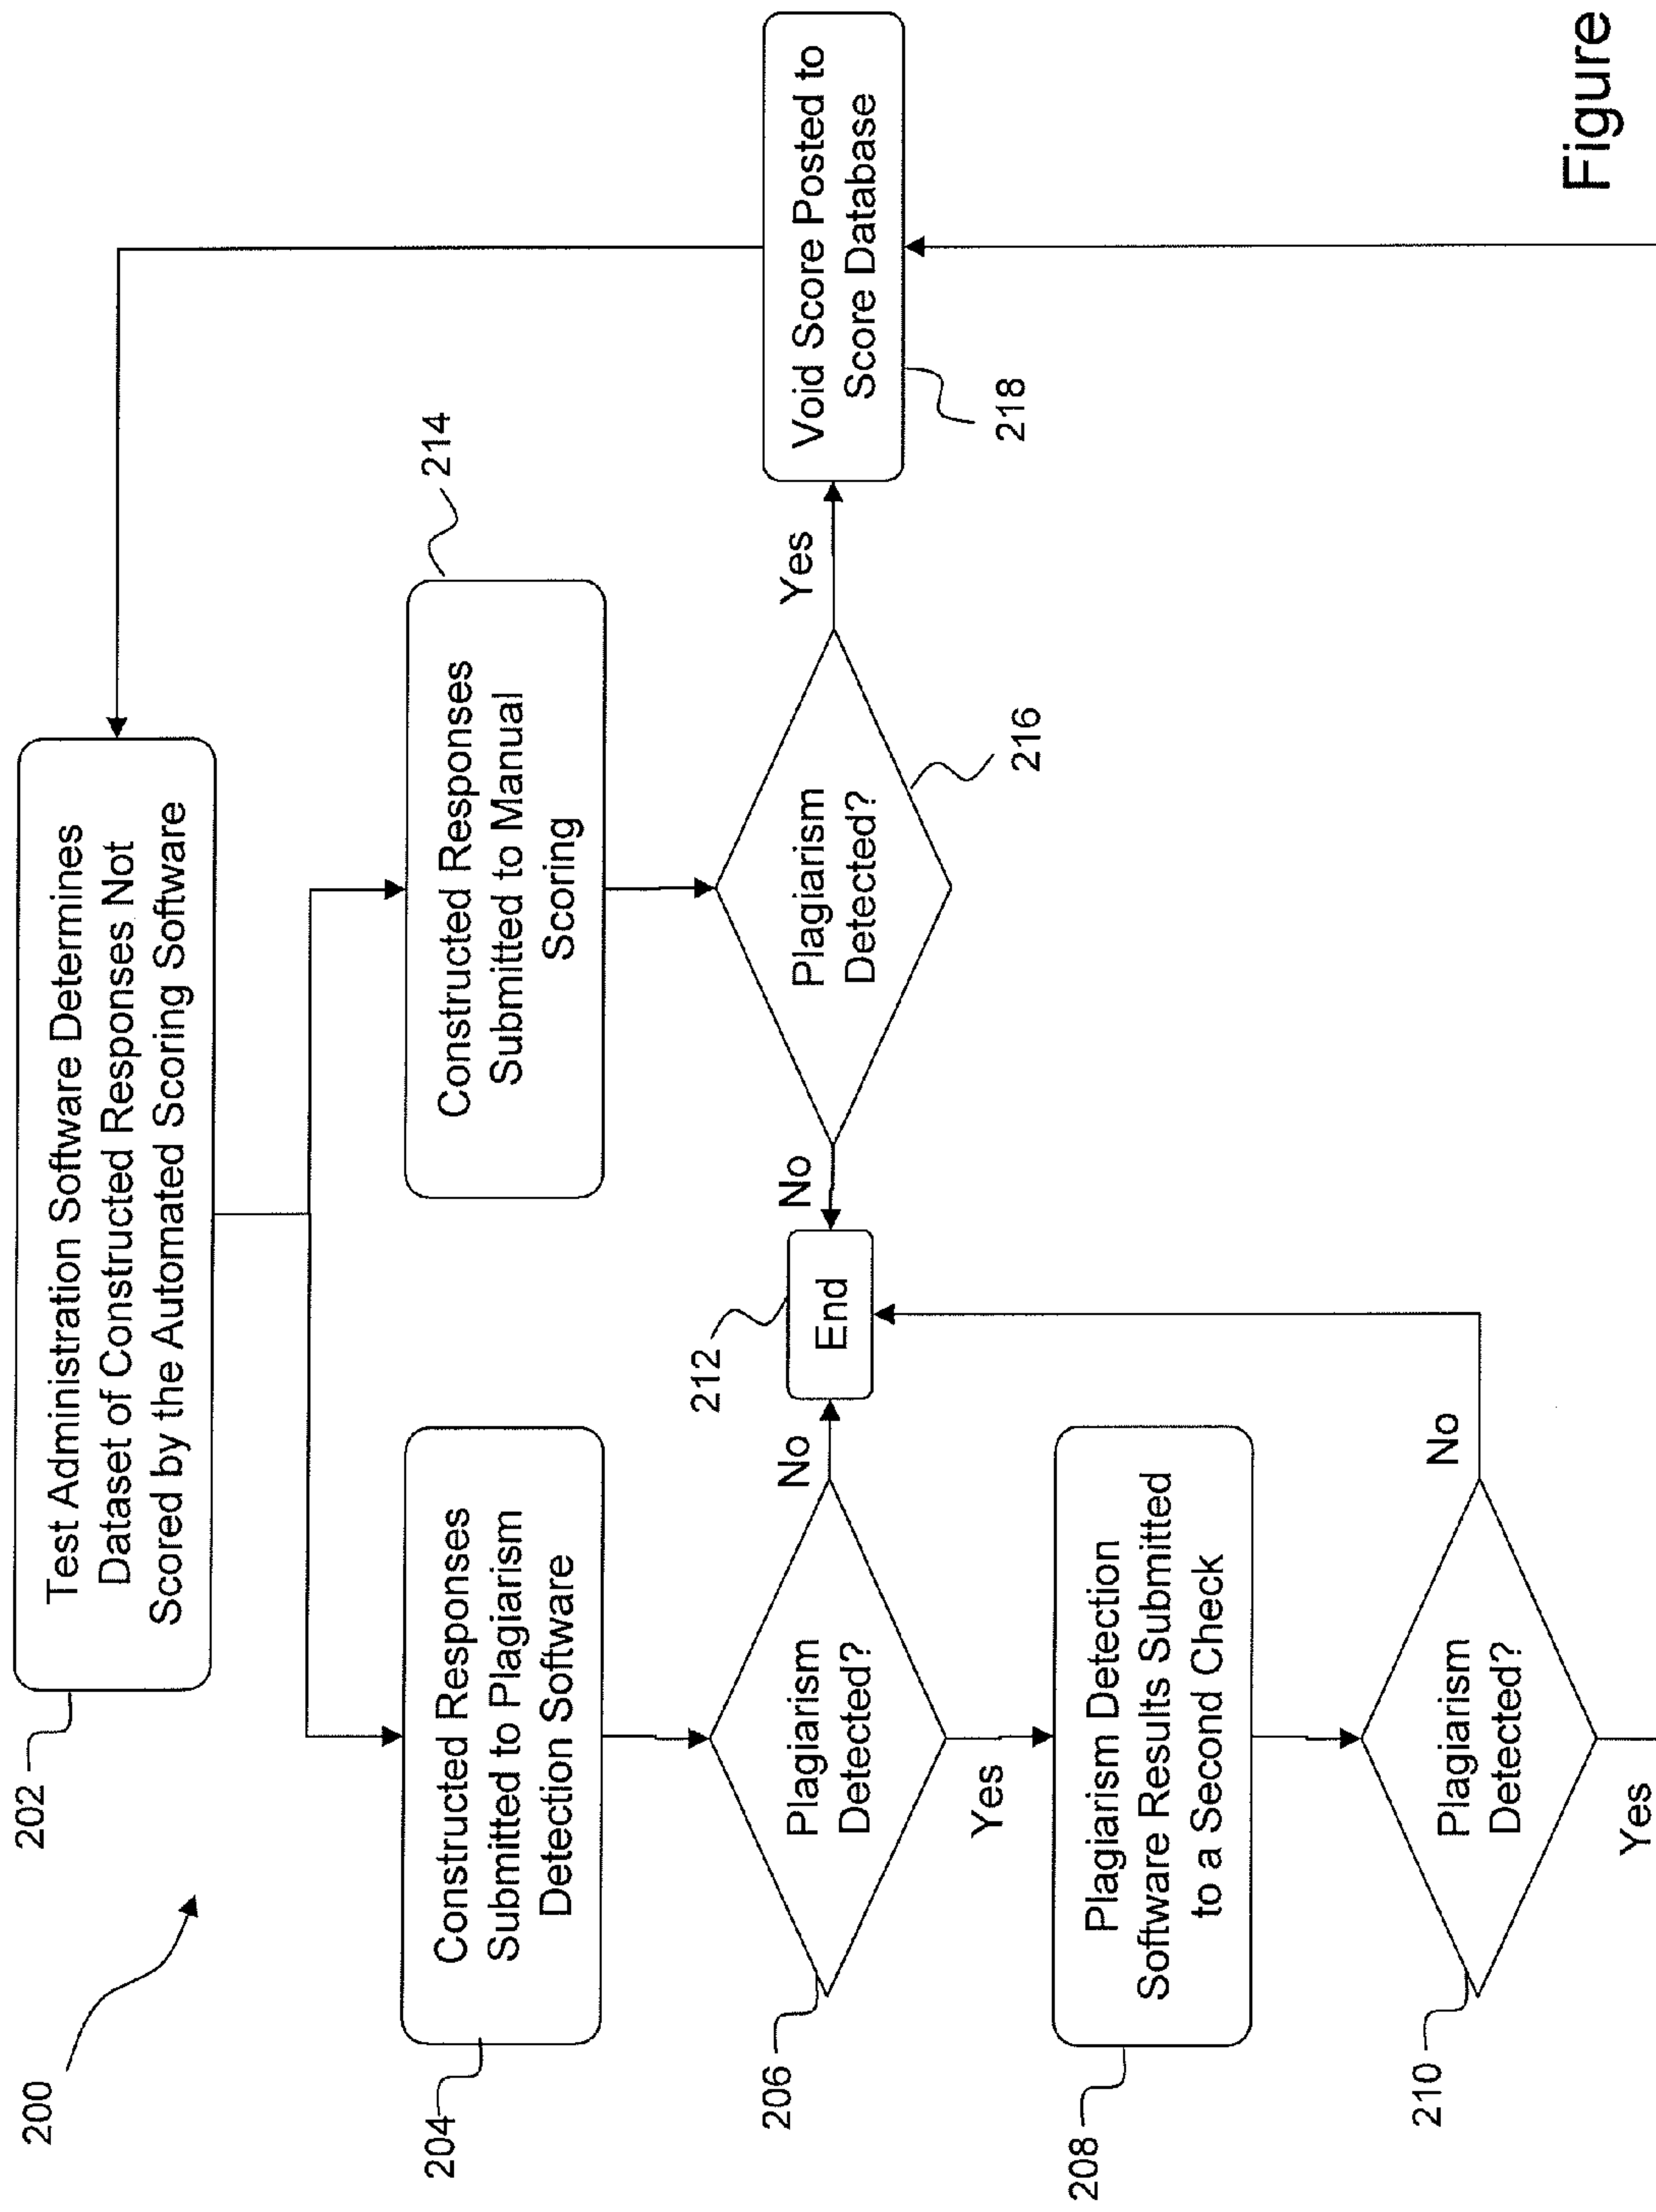 200
202
Test Administration Software Determines
Dataset of Constructed Responses Not
Scored by the Automated Scoring Software
204
Constructed Responses
Submitted to Plagiarism
Detection Software
214
Constructed Responses
Submitted to Manual
Scoring
206
Plagiarism
Detected?
No
212
End
No
Plagiarism
Detected?
216
Yes
Void Score Posted to
Score Database
218
Yes
208
Plagiarism Detection
Software Results Submitted
to a Second Check
210
Plagiarism
Detected?
No
Yes
Figure